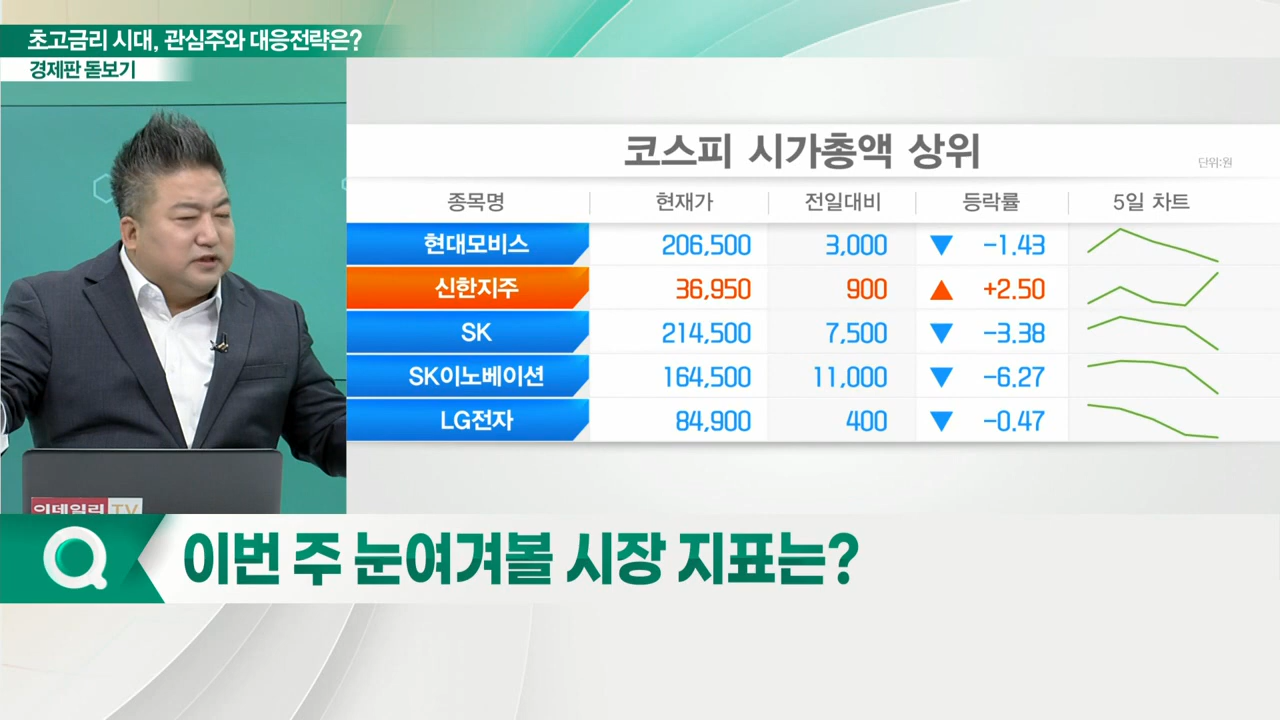 초고금리 시대, 관심주와 대응전략은?
경제판 돋보기
코스피 시가총액 상위
단위:원
종목명 현재가 전일대비 등락률 5일 차트
현대모비스 206,500 3,000 ▼ -1.43
신한지주 36,950 900 ▲ +2.50
SK 214,500 7,500 ▼ -3.38
SK이노베이션 164,500 11,000 ▼ -6.27
LG전자 84,900 400 ▼ -0.47
이데일리 TV
이번 주 눈여겨볼 시장 지표는?